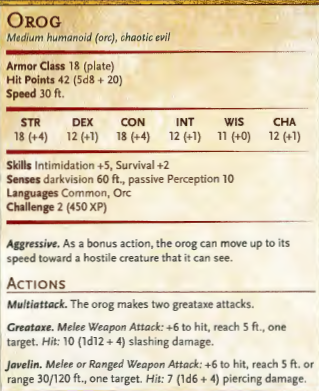 OROG
Medium humanoid (orc), chaotic evil
Armor Class 18 (plate)
Hit Points 42 (5d8 + 20)
Speed 30 ft.
STR DEX CON INT WIS CHA
18 (+4) 12 (+1) 18 (+4) 12 (+1) 11 (+0) 12 (+1)
Skills Intimidation +5, Survival +2
Senses darkvision 60 ft., passive Perception 10
Languages Common, Orc
Challenge 2 (450 XP)
Aggressive. As a bonus action, the orog can move up to its
speed toward a hostile creature that it can see.
ACTIONS
Multiattack. The orog makes two greataxe attacks.
Greataxe. Melee Weapon Attack: +6 to hit, reach 5 ft., one
target. Hit: 10 (1d12 + 4) slashing damage.
Javelin. Melee or Ranged Weapon Attack: +6 to hit, reach 5 ft. or
range 30/120 ft., one target. Hit: 7 (1d6 + 4) piercing damage.